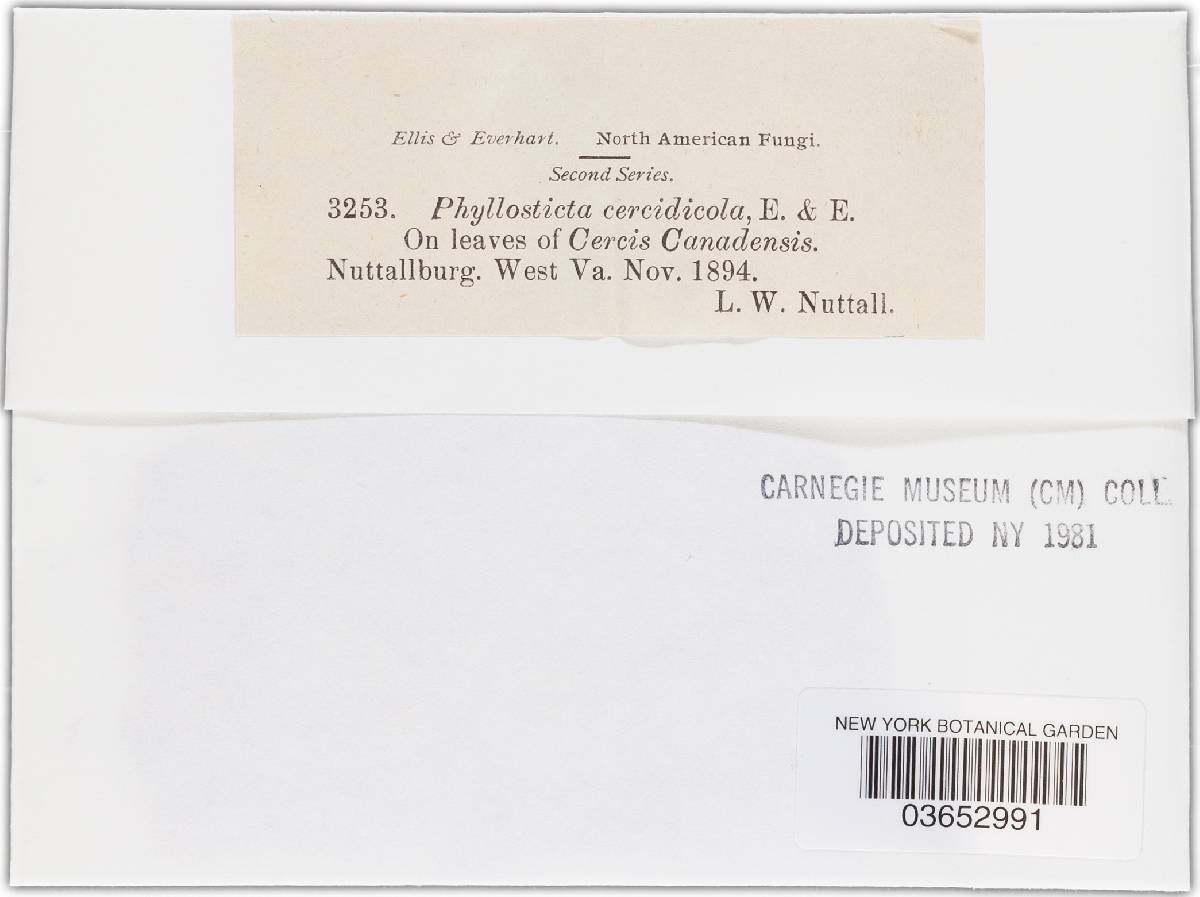 Ellis & Everhart. North American Fungi.
Second Series.
3253. Phyllosticta cercidicola, E. & E.
On leaves of Cercis Canadensis.
Nuttallburg. West Va. Nov. 1894.
L. W. Nuttall.
CARNEGIE MUSEUM (CM) COLL.
DEPOSITED NY 1981
NEW YORK BOTANICAL GARDEN
03652991